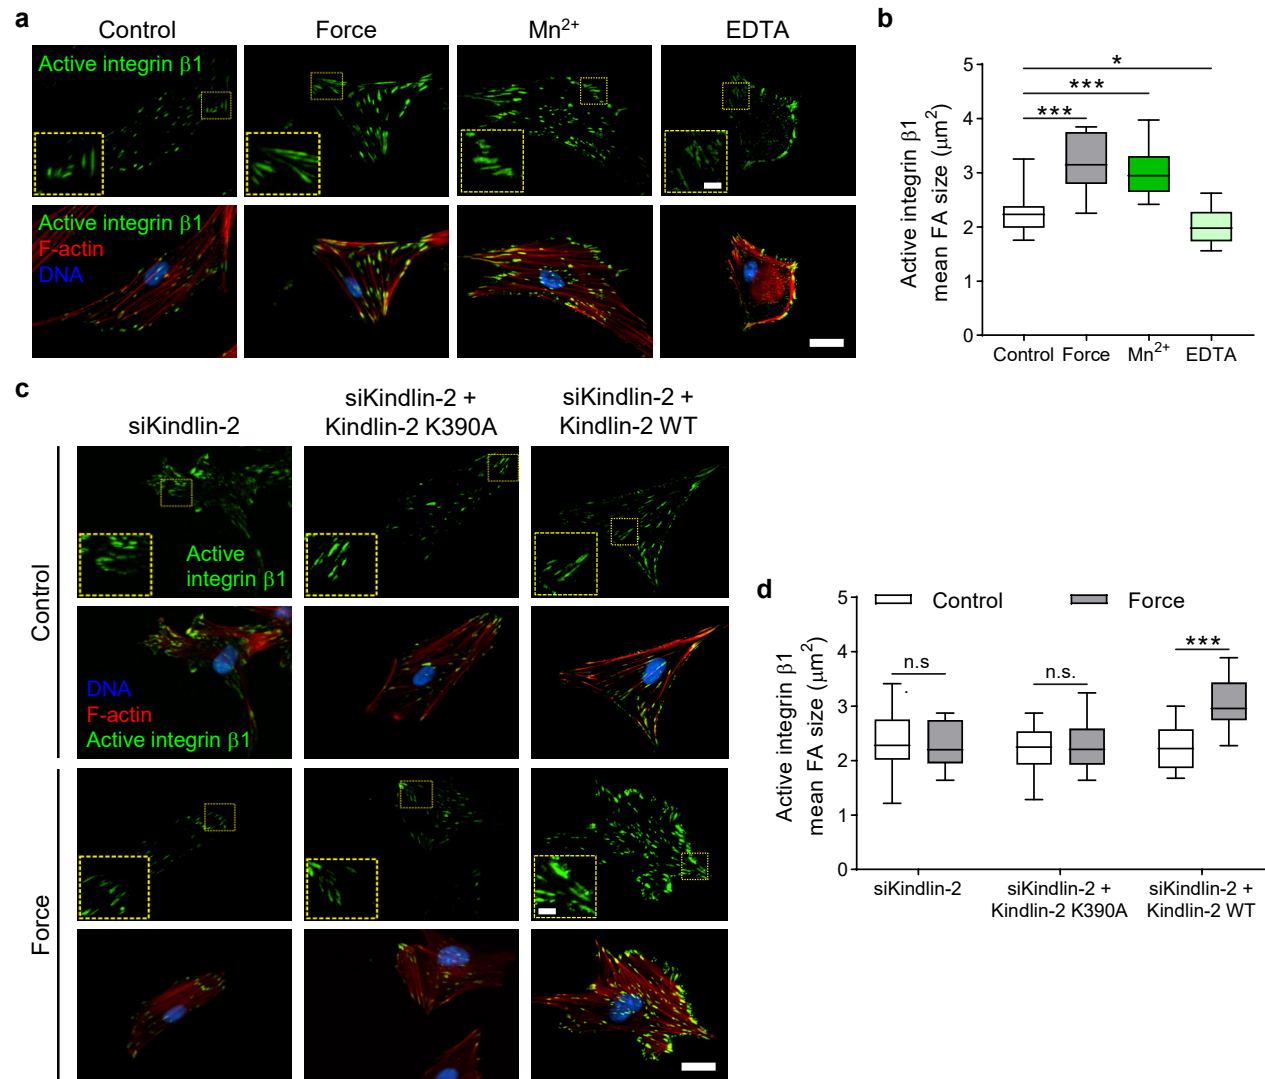 a
Control
Force
Mn²⁺
EDTA
Active integrin β1
Active integrin β1
F-actin
DNA
b
Active integrin β1
mean FA size (μm²)
5
4
3
2
1
0
*
***
***
Control
Force
Mn²⁺
EDTA
c
siKindlin-2
siKindlin-2 +
Kindlin-2 K390A
siKindlin-2 +
Kindlin-2 WT
Control
Active
integrin β1
DNA
F-actin
Active integrin β1
Force
d
Active integrin β1
mean FA size (μm²)
5
4
3
2
1
0
Control
Force
n.s
n.s.
***
siKindlin-2
siKindlin-2 +
Kindlin-2 K390A
siKindlin-2 +
Kindlin-2 WT